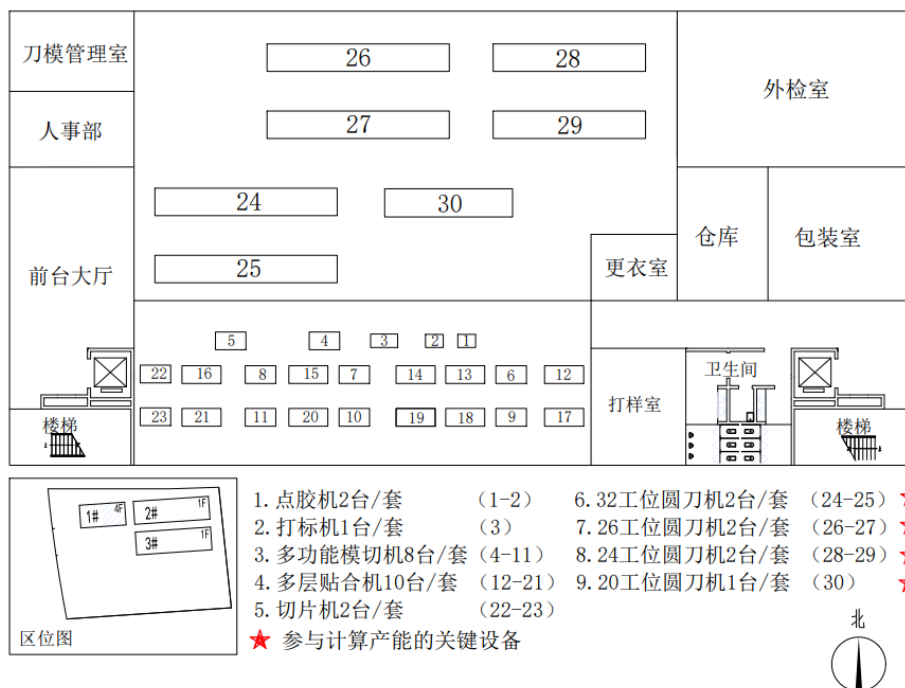 刀模管理室
26
28
外检室
人事部
27
29
24
30
仓库
包装室
前台大厅
25
更衣室
5
4
3
2
1
22
16
8
15
7
14
13
6
12
卫生间
23
21
11
20
10
19
18
9
17
打样室
楼梯
楼梯
1#
4F
2#
1F
3#
1F
区位图
1.点胶机2台/套 (1-2)
2.打标机1台/套 (3)
3.多功能模切机8台/套 (4-11)
4.多层贴合机10台/套 (12-21)
5.切片机2台/套 (22-23)
6.32工位圆刀机2台/套 (24-25)
7.26工位圆刀机2台/套 (26-27)
8.24工位圆刀机2台/套 (28-29)
9.20工位圆刀机1台/套 (30)
参与计算产能的关键设备
北